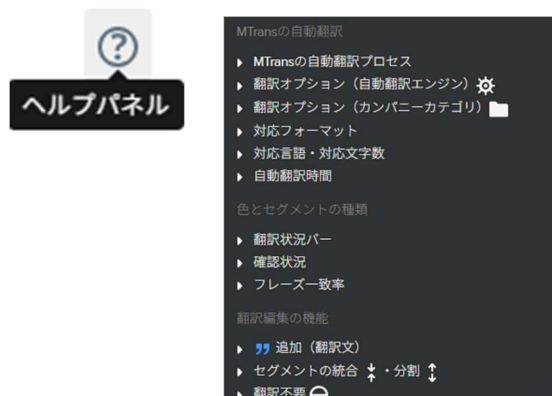 ?
ヘルプパネル
MTransの自動翻訳
MTransの自動翻訳プロセス
翻訳オプション（自動翻訳エンジン）
翻訳オプション（カンパニーカテゴリ）
対応フォーマット
対応言語・対応文字数
自動翻訳時間
色とセグメントの種類
翻訳状況バー
確認状況
フレーズ一致率
翻訳編集の機能
追加（翻訳文）
セグメントの統合・分割
翻訳不要